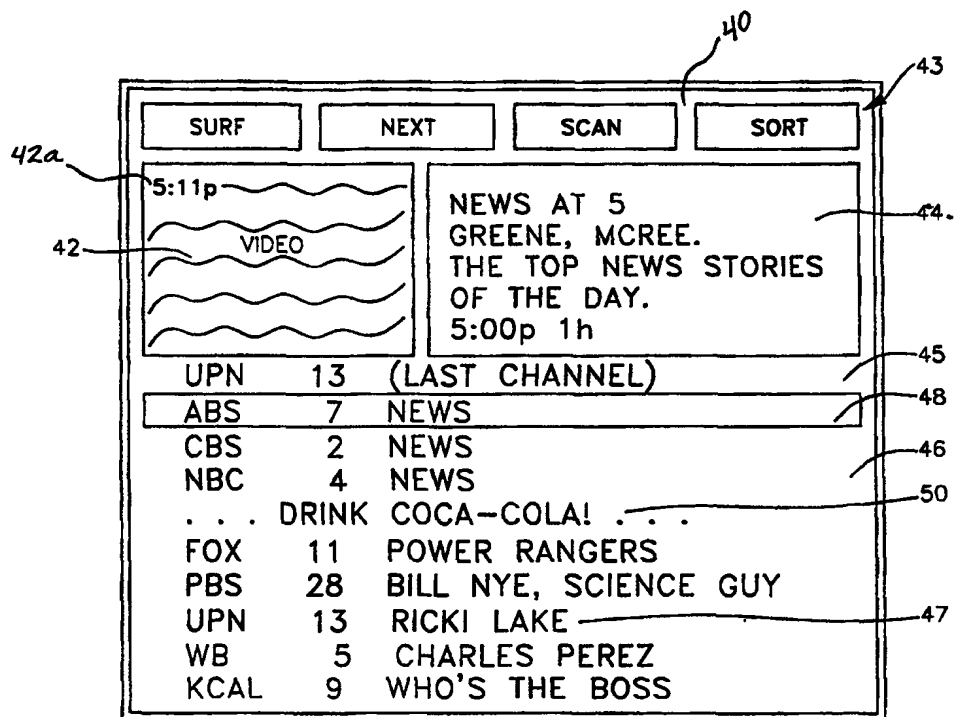 40
43
SURF NEXT SCAN SORT
42a
5:11p
42
VIDEO
NEWS AT 5
GREENE, MCREE.
THE TOP NEWS STORIES
OF THE DAY.
5:00p 1h
44.
UPN 13 (LAST CHANNEL)
45
ABS 7 NEWS
48
CBS 2 NEWS
46
NBC 4 NEWS
. . . DRINK COCA-COLA! . . .
50
FOX 11 POWER RANGERS
PBS 28 BILL NYE, SCIENCE GUY
UPN 13 RICKI LAKE
47
WB 5 CHARLES PEREZ
KCAL 9 WHO'S THE BOSS